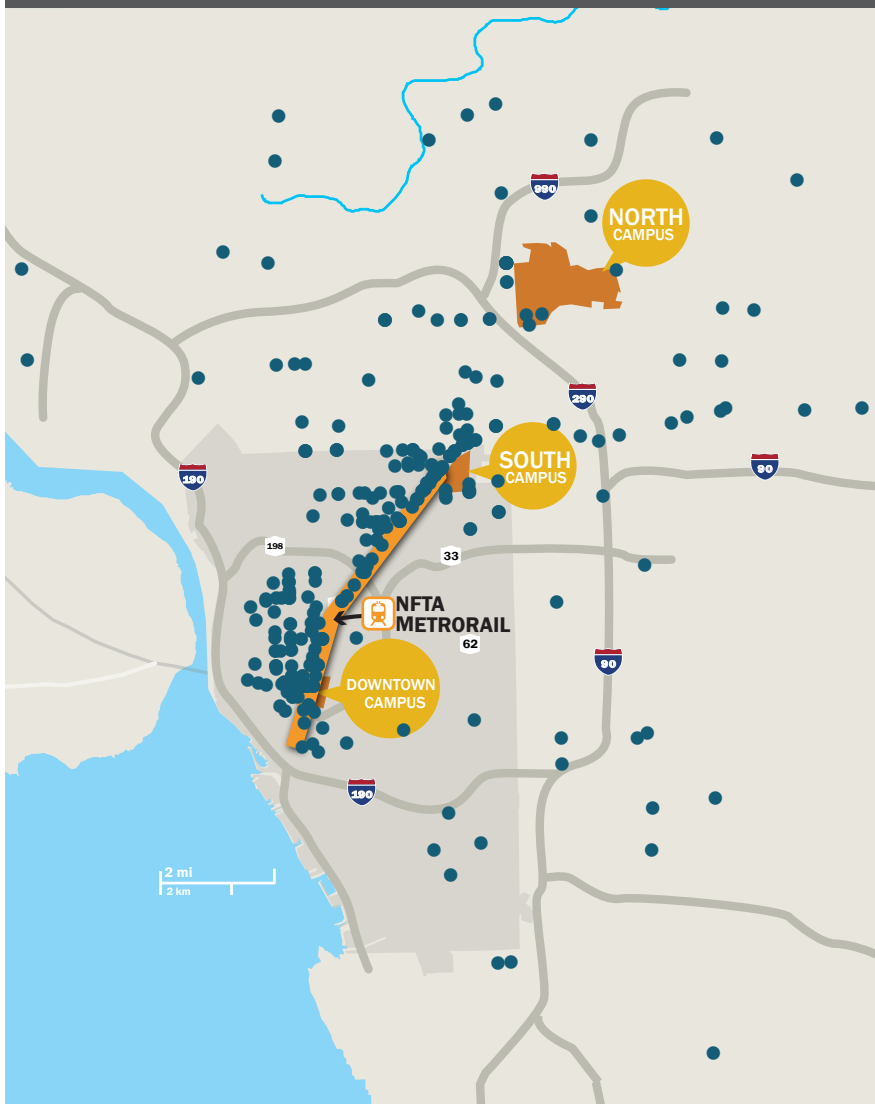 990
NORTH
CAMPUS
290
SOUTH
CAMPUS
90
190
198
33
NFTA
METRORAIL
62
90
DOWNTOWN
CAMPUS
190
2 mi
2 km